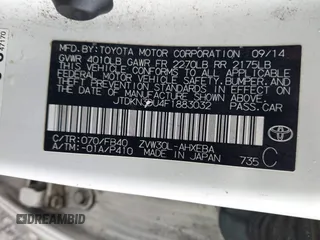 MFD.BY:TOYOTA MOTOR CORPORATION 09/14
GVWR 4010LB GAWR FR 2270LB RR 2175LB
THIS VEHICLE CONFORMS TO ALL APPLICABLE
FEDERAL MOTOR VEHICLE SAFETY, BUMPER, AND
THEFT PREVENTION STANDARDS IN EFFECT ON
THE DATE OF MANUFACTURE SHOWN ABOVE.
F1883032 PASS.CAR
C/TR:070/FB40 ZVW30L-AHXEBA
A/TM:-01A/P410 MADE IN JAPAN 735 C
TOYOTA
DREAMBID